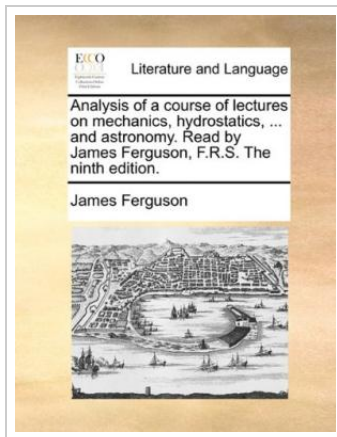 ECCO
Literature and Language
Analysis of a course of lectures
on mechanics, hydrostatics, ...
and astronomy. Read by
James Ferguson, F.R.S. The
ninth edition.
James Ferguson